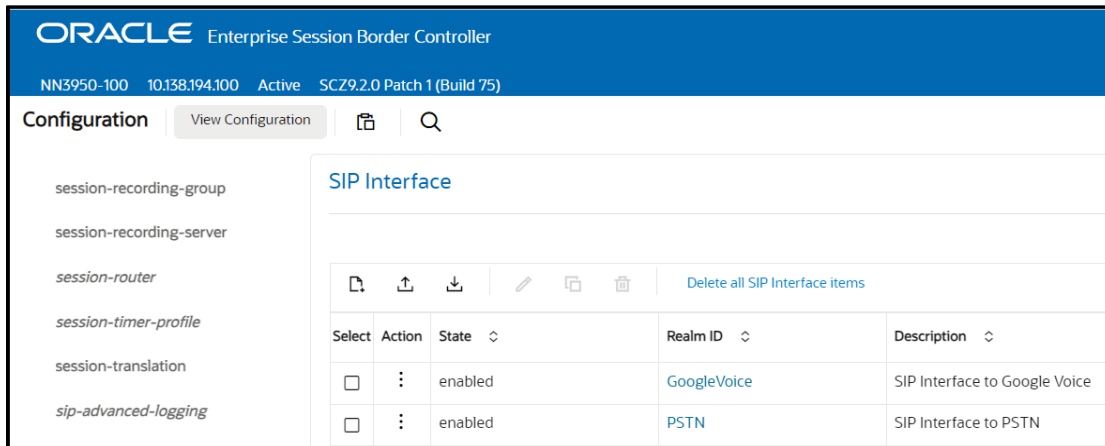 ORACLE Enterprise Session Border Controller
NN3950-100 10.138.194.100 Active SCZ9.2.0 Patch 1 (Build 75)
Configuration View Configuration
session-recording-group
session-recording-server
session-router
session-timer-profile
session-translation
sip-advanced-logging
SIP Interface
Delete all SIP Interface items
Select Action State Realm ID Description
enabled GoogleVoice SIP Interface to Google Voice
enabled PSTN SIP Interface to PSTN